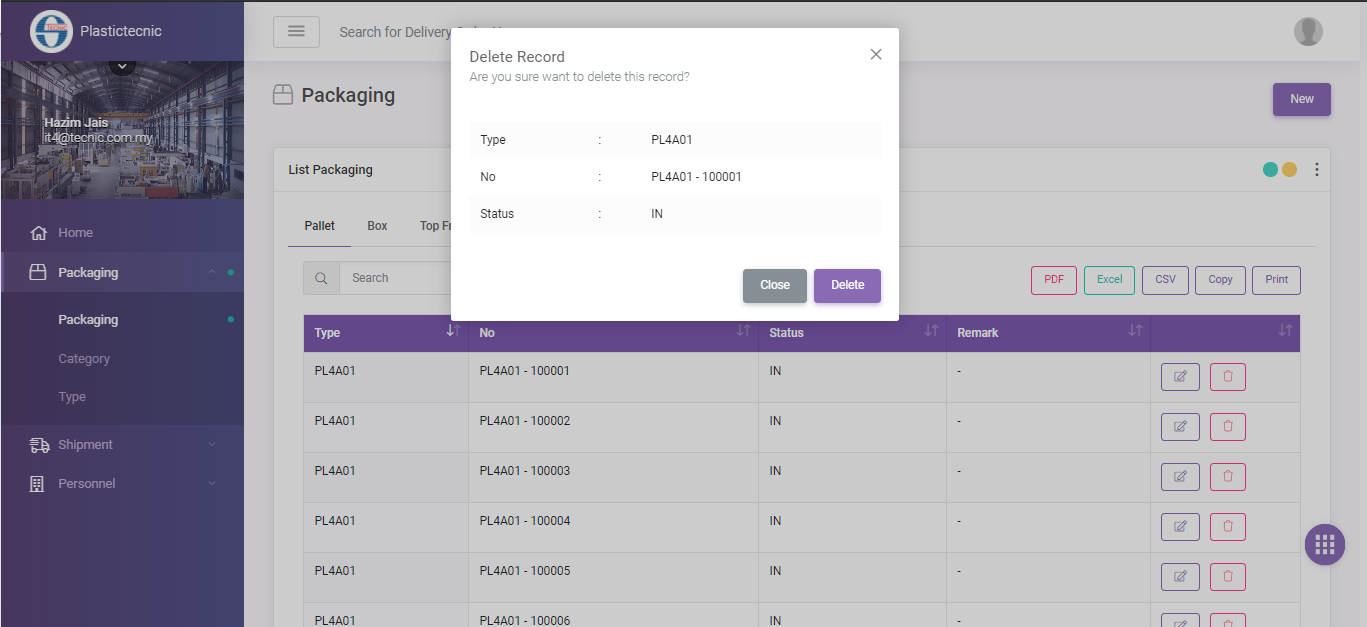 Plastictecnic
Hazim Jais
it4@tecnic.com.my
Home
Packaging
Packaging
Category
Type
Shipment
Personnel
Search for Delivery
Packaging
New
List Packaging
Pallet Box Top Fr
Search
PDF Excel CSV Copy Print
Delete Record
Are you sure want to delete this record?
Type : PL4A01
No : PL4A01 - 100001
Status : IN
Close Delete
Type No Status Remark
PL4A01 PL4A01 - 100001 IN -
PL4A01 PL4A01 - 100002 IN -
PL4A01 PL4A01 - 100003 IN -
PL4A01 PL4A01 - 100004 IN -
PL4A01 PL4A01 - 100005 IN -
PL4A01 PL4A01 - 100006 IN -